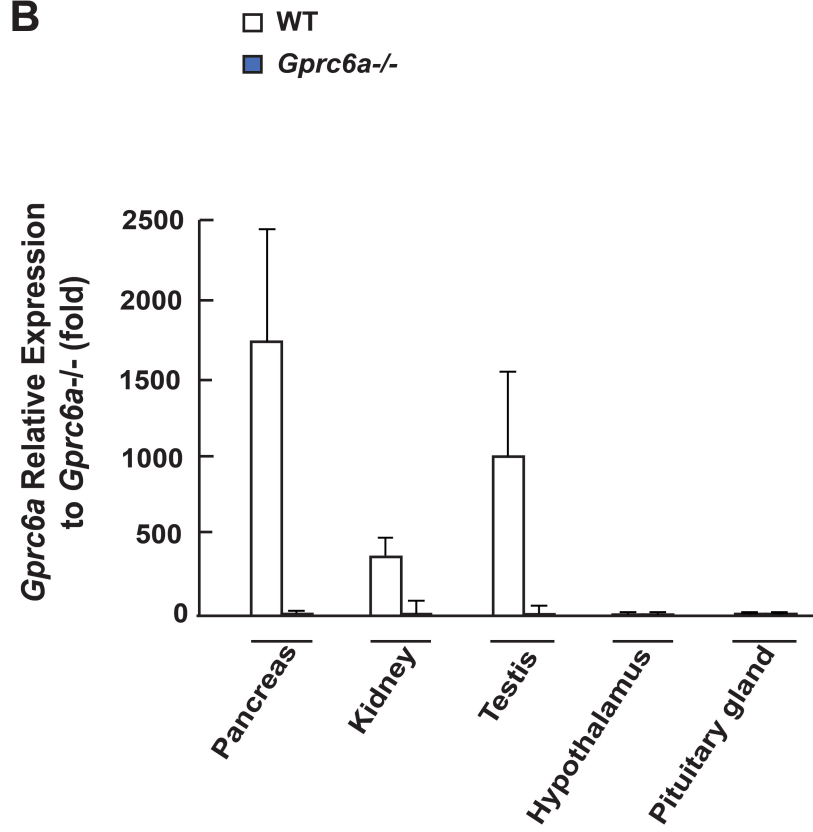 B
WT
Gprc6a-/-
Gprc6a Relative Expression
to Gprc6a-/- (fold)
2500
2000
1500
1000
500
0
Pancreas
Kidney
Testis
Hypothalamus
Pituitary gland